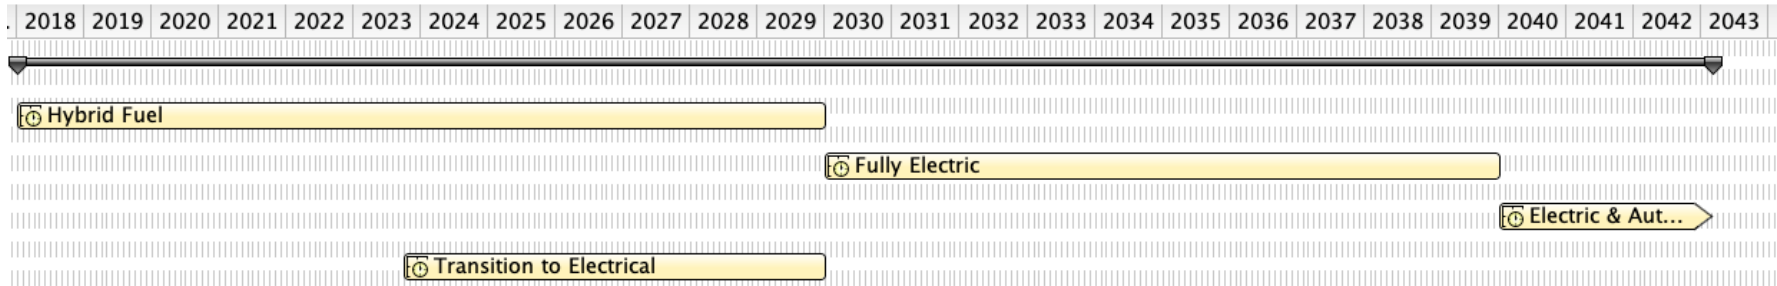 . 2018 2019 2020 2021 2022 2023 2024 2025 2026 2027 2028 2029 2030 2031 2032 2033 2034 2035 2036 2037 2038 2039 2040 2041 2042 2043
Hybrid Fuel
Fully Electric
Electric & Aut...
Transition to Electrical